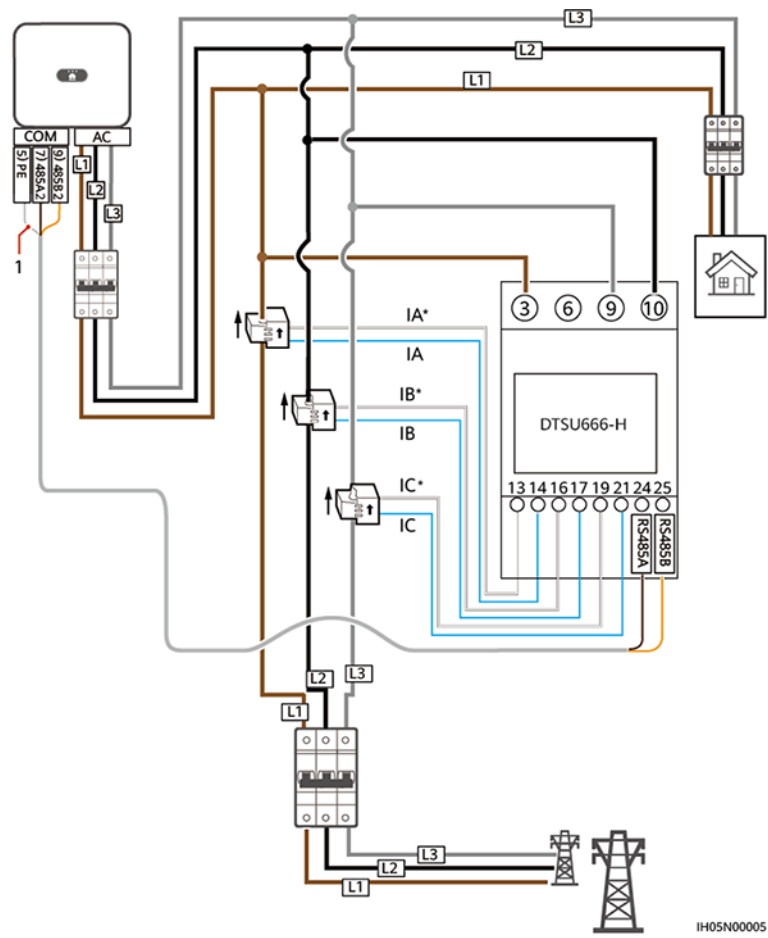 L3
L2
L1
COM
AC
5) PE
7) 485A2
9) 485B2
L1
L2
L3
1
3
6
9
10
IA*
IA
IB*
IB
DTSU666-H
IC*
IC
13 14 16 17 19 21 24 25
RS485A
RS485B
L2
L3
L1
L3
L2
L1
IH05N00005